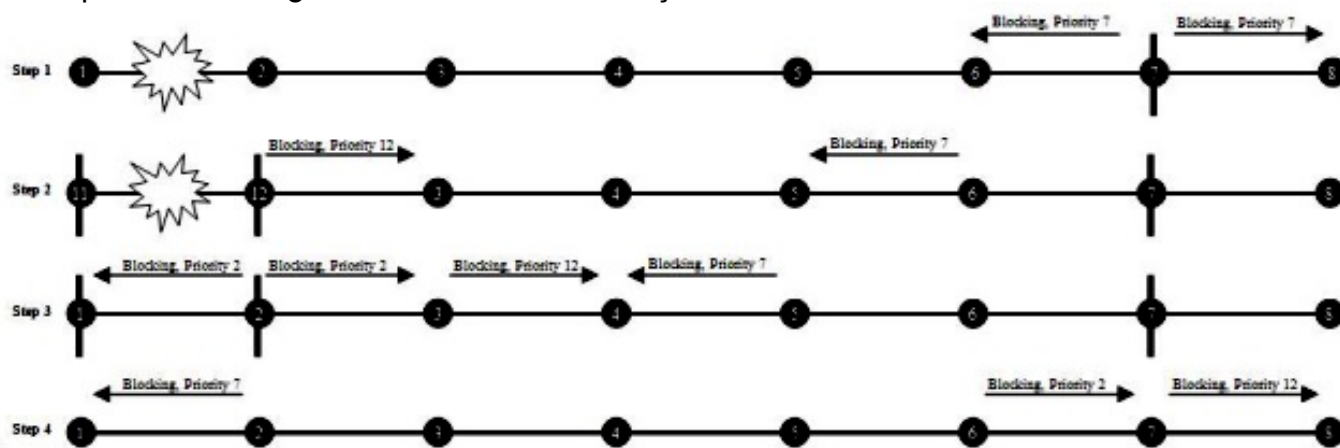 Blocking, Priority 7 Blocking, Priority 7
Step 1 1 2 3 4 5 6 7 8
Blocking, Priority 12 Blocking, Priority 7
Step 2 11 12 3 4 5 6 7 8
Blocking, Priority 2 Blocking, Priority 2 Blocking, Priority 12 Blocking, Priority 7
Step 3 1 2 3 4 5 6 7 8
Blocking, Priority 7 Blocking, Priority 2 Blocking, Priority 12
Step 4 1 2 3 4 5 6 7 8